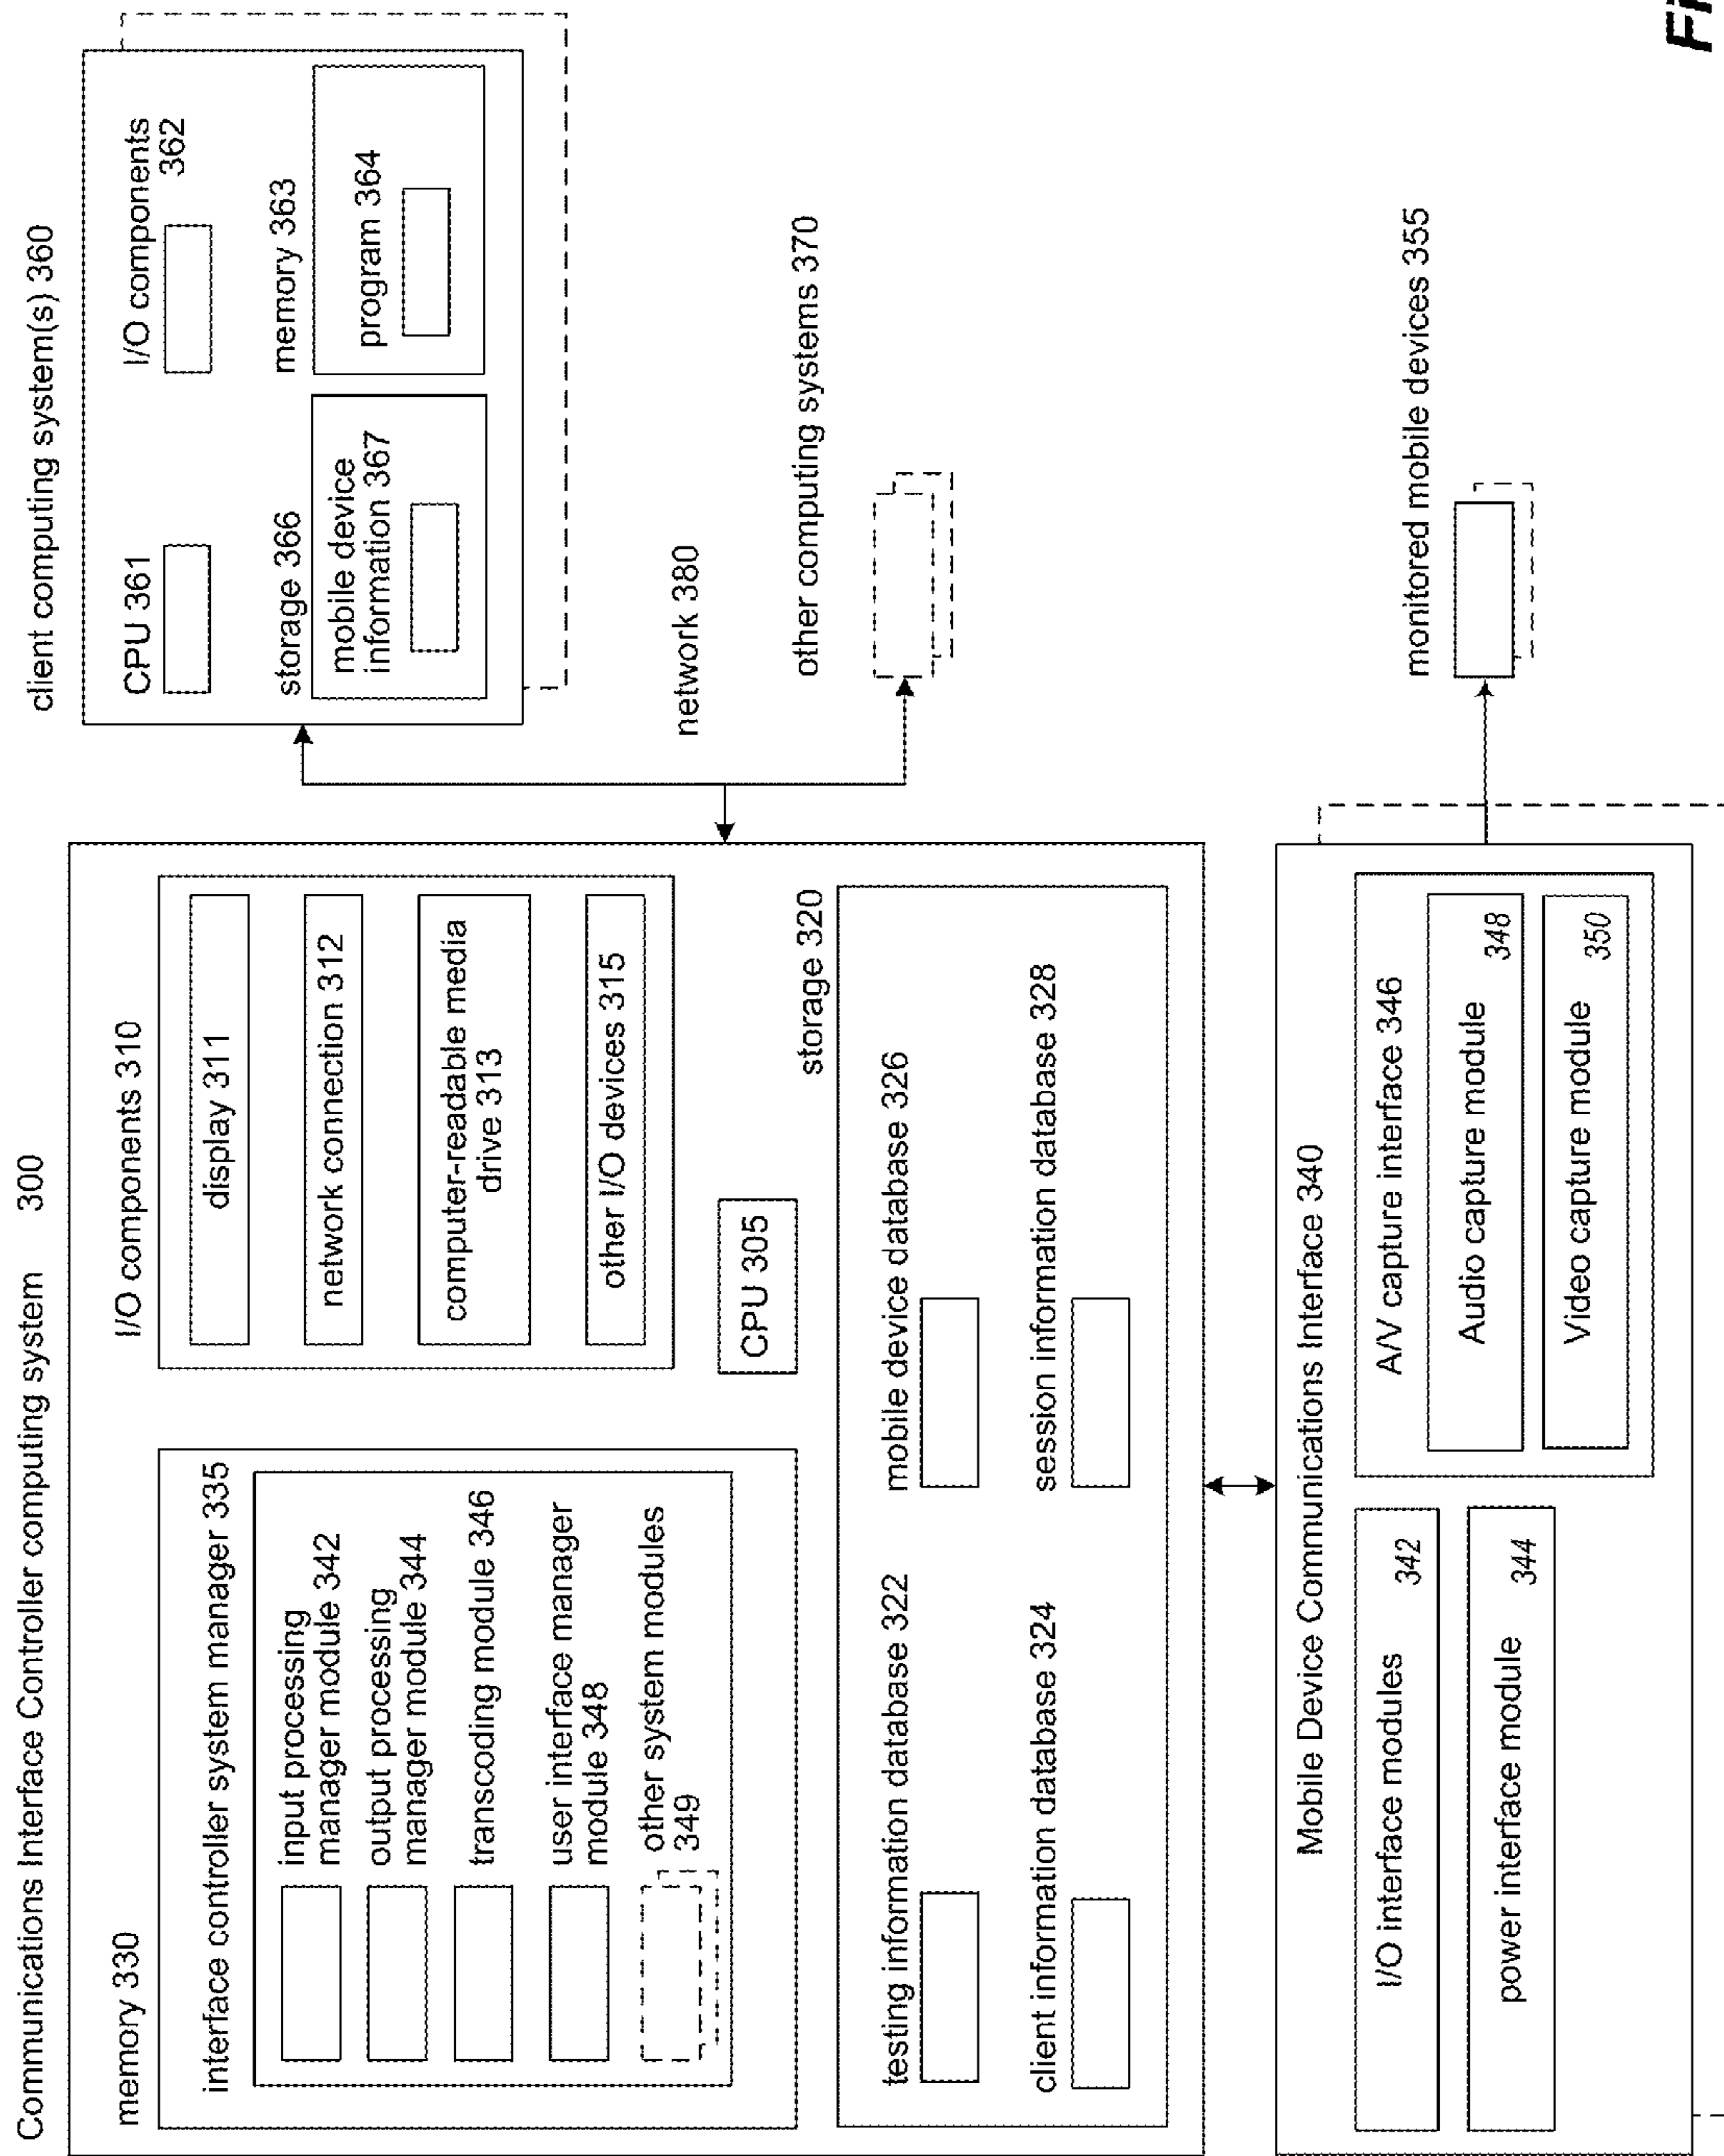 Communications Interface Controller computing system 300
memory 330
interface controller system manager 335
input processing
manager module 342
output processing
manager module 344
transcoding module 346
user interface manager
module 348
other system modules
349
I/O components 310
display 311
network connection 312
computer-readable media
drive 313
other I/O devices 315
CPU 305
storage 320
testing information database 322
mobile device database 326
client information database 324
session information database 328
Mobile Device Communications Interface 340
I/O interface modules
342
power interface module
344
A/V capture interface 346
Audio capture module
348
Video capture module
350
client computing system(s) 360
CPU 361
I/O components
362
storage 366
mobile device
information 367
memory 363
program 364
network 380
other computing systems 370
monitored mobile devices 355